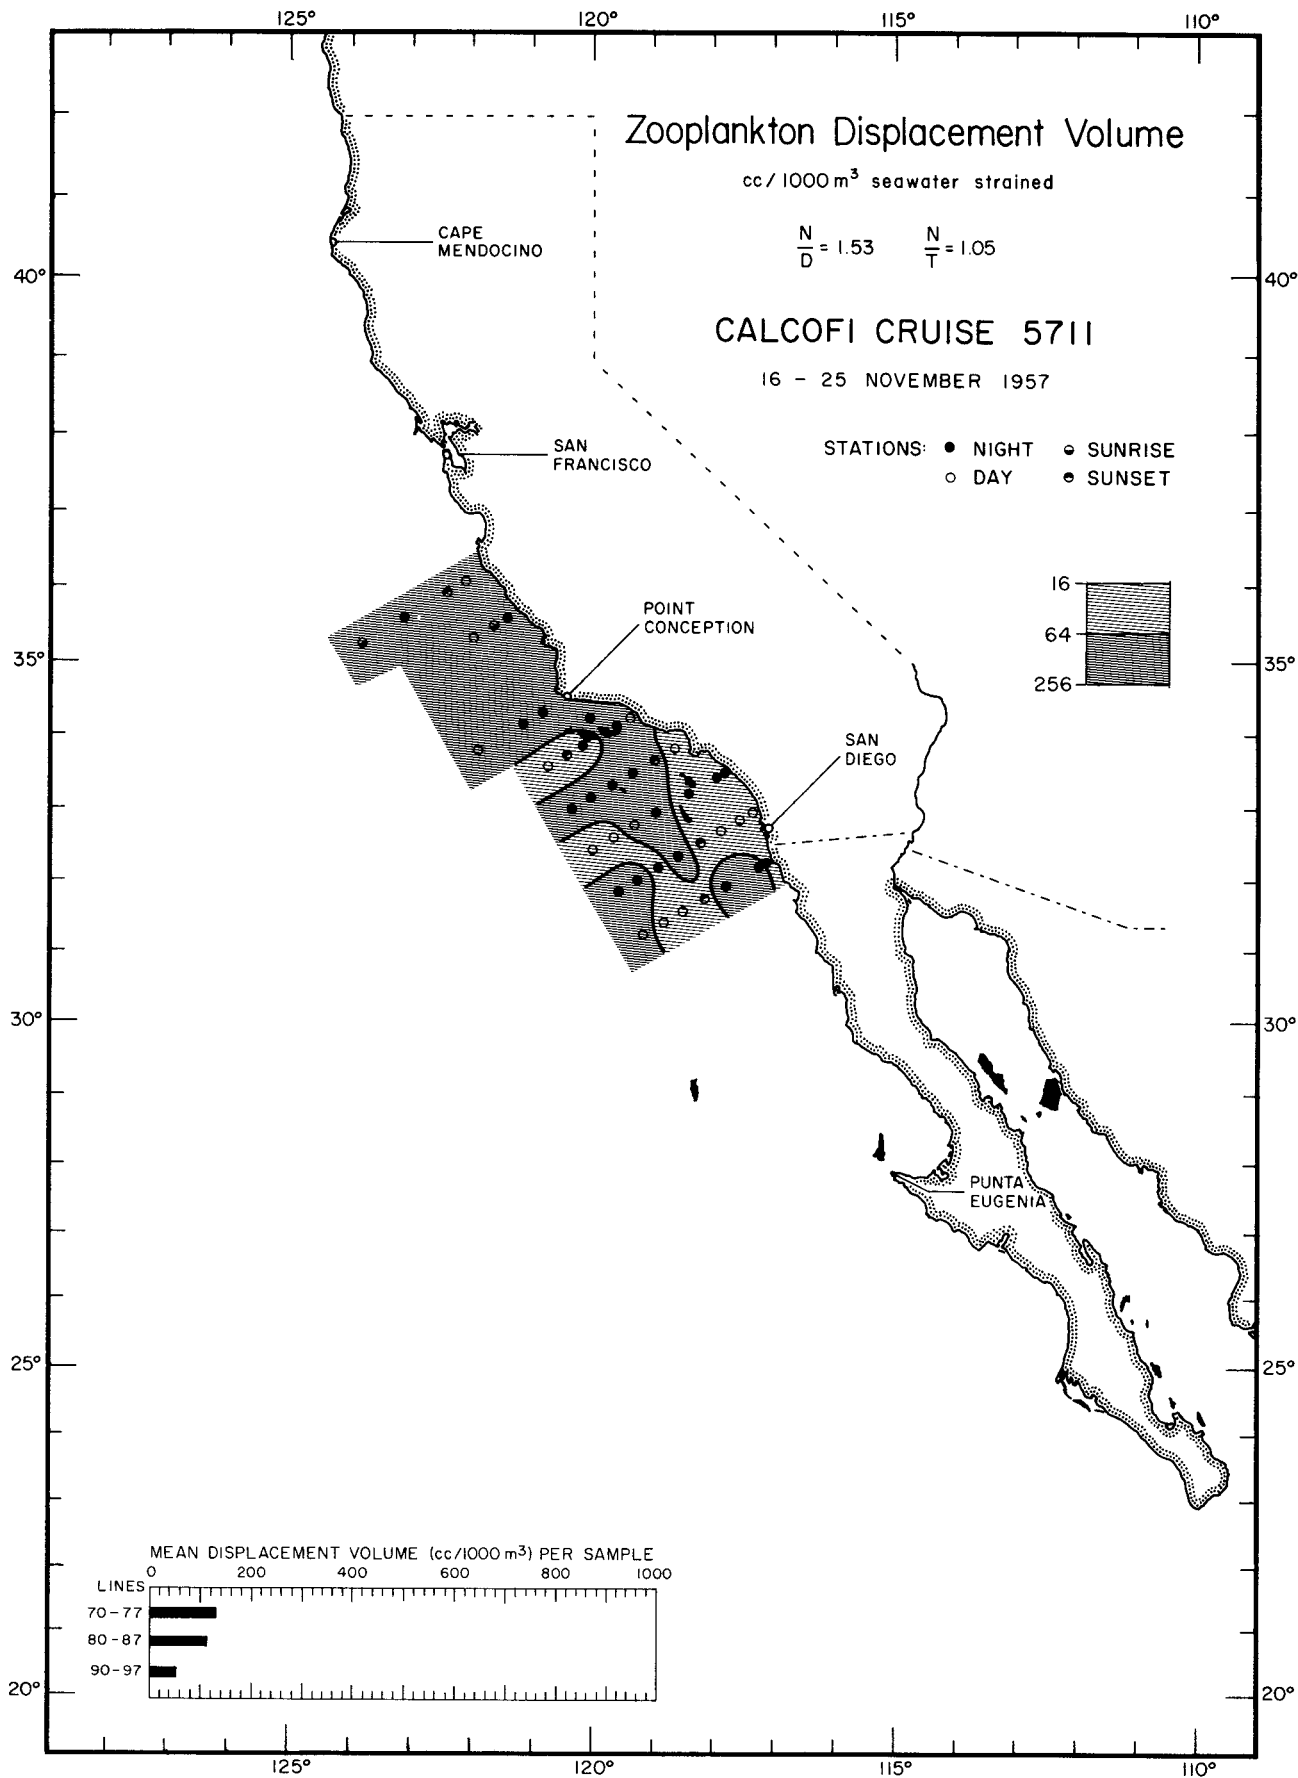 125° 120° 115° 110°
Zooplankton Displacement Volume
cc/1000 m³ seawater strained
N/D = 1.53 N/T = 1.05
CAPE
MENDOCINO
40° 40°
CALCOFI CRUISE 5711
16 – 25 NOVEMBER 1957
STATIONS: ● NIGHT ◒ SUNRISE
○ DAY ◓ SUNSET
SAN
FRANCISCO
16
64
256
POINT
CONCEPTION
35° 35°
SAN
DIEGO
30° 30°
PUNTA
EUGENIA
25° 25°
MEAN DISPLACEMENT VOLUME (cc/1000 m³) PER SAMPLE
0 200 400 600 800 1000
LINES
70–77
80–87
90–97
20° 20°
125° 120° 115° 110°